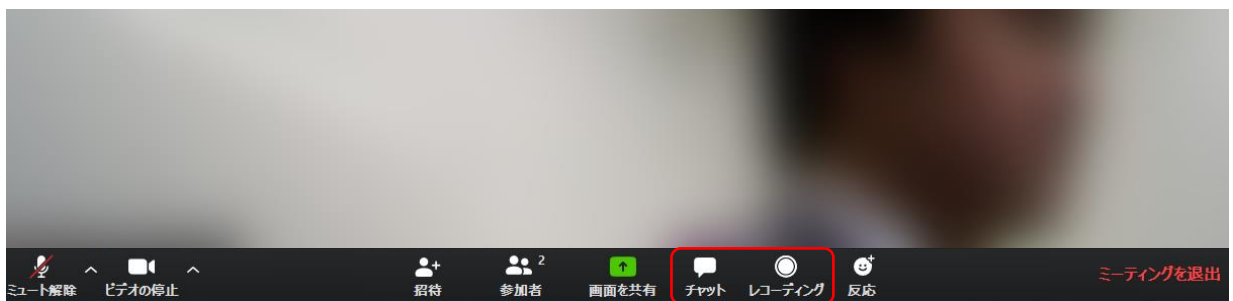 2
ミュート解除 ビデオの停止 招待 参加者 画面を共有 チャット レコーディング 反応 ミーティングを退出